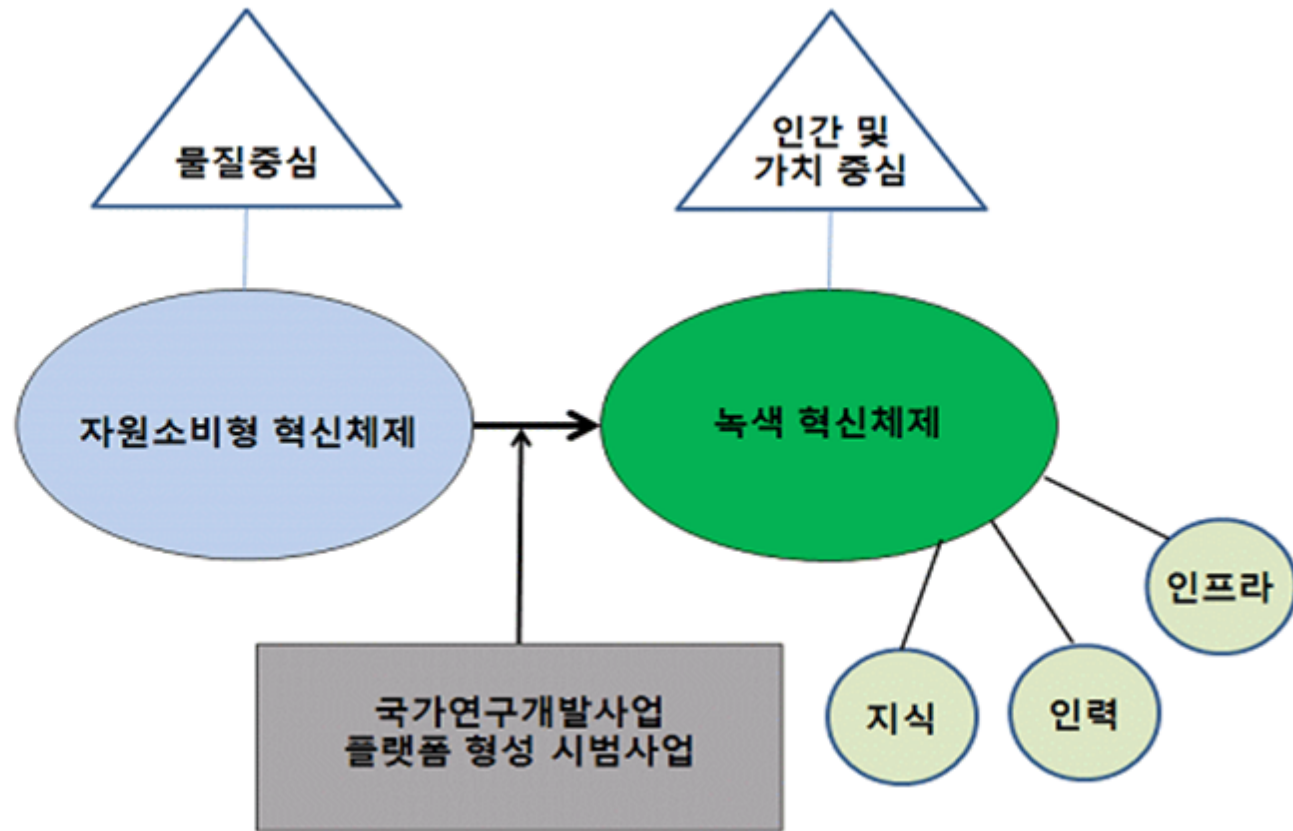 물질중심
인간 및
가치 중심
자원소비형 혁신체제
녹색 혁신체제
인프라
지식
인력
국가연구개발사업
플랫폼 형성 시범사업